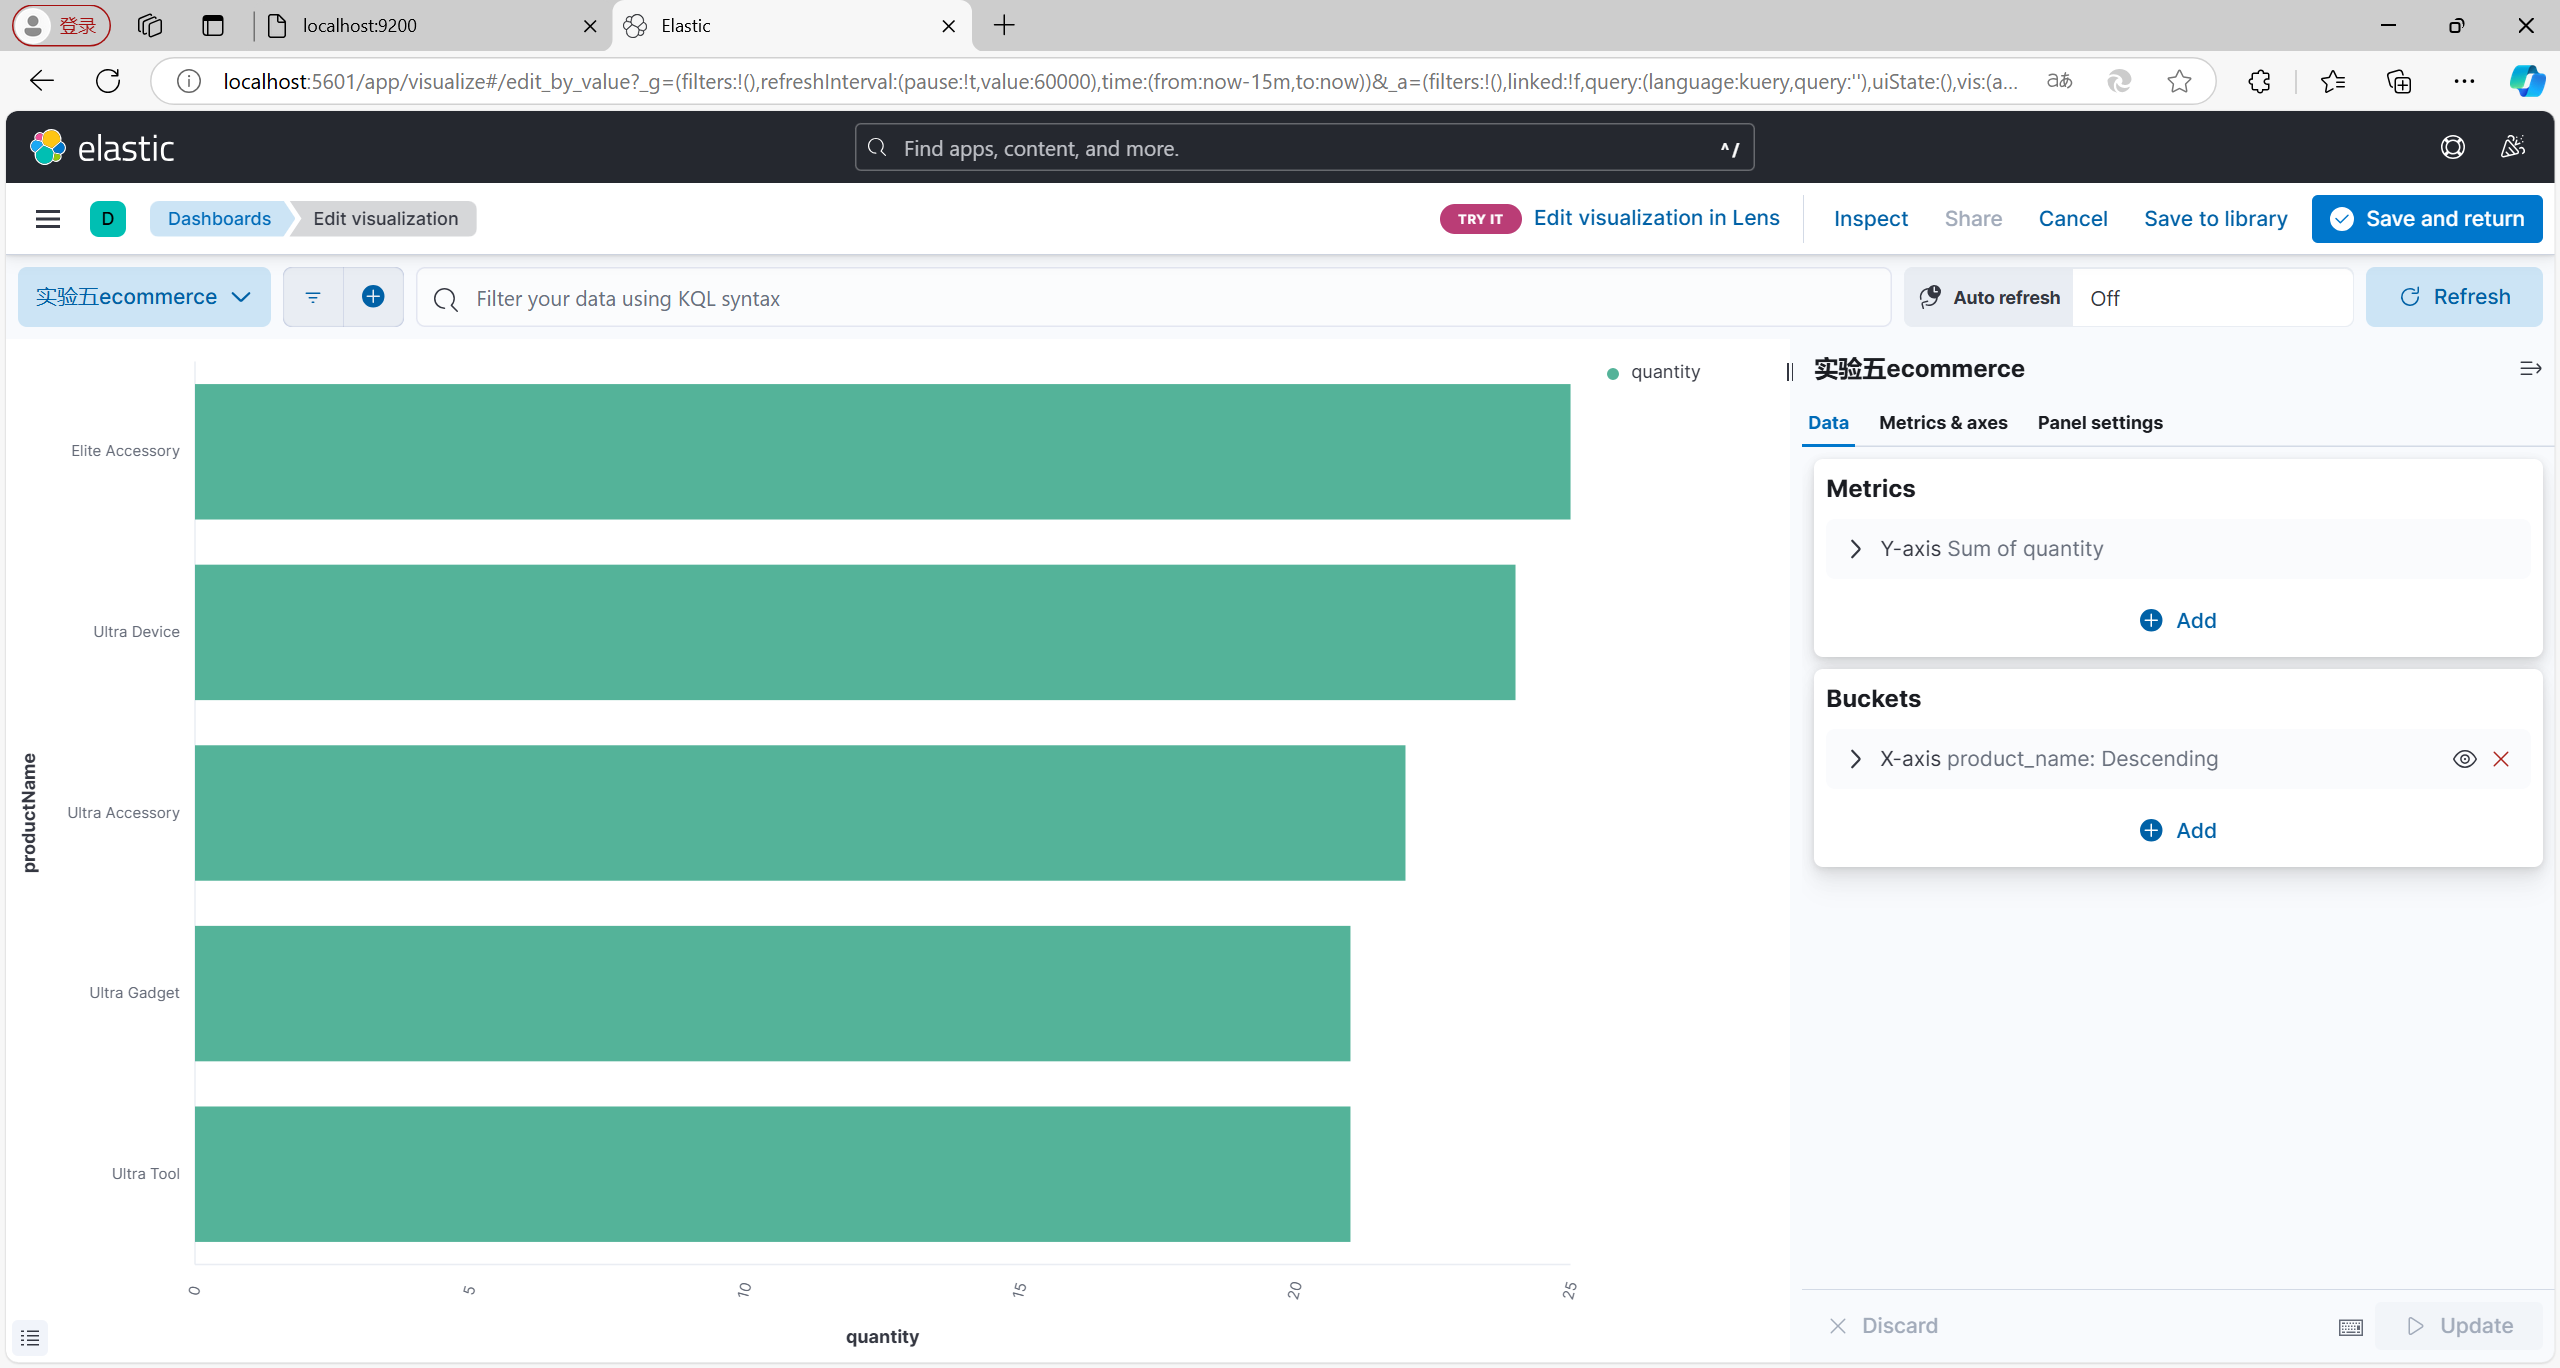 登录
localhost:9200
Elastic
localhost:5601/app/visualize#/edit_by_value?_g=(filters:!(),refreshInterval:(pause:!t,value:60000),time:(from:now-15m,to:now))&_a=(filters:!(),linked:!f,query:(language:kuery,query:''),uiState:(),vis:(a...
aあ
elastic
Find apps, content, and more.
^/
D
Dashboards
Edit visualization
TRY IT
Edit visualization in Lens
Inspect
Share
Cancel
Save to library
Save and return
实验五ecommerce
Filter your data using KQL syntax
Auto refresh
Off
Refresh
productName
Elite Accessory
Ultra Device
Ultra Accessory
Ultra Gadget
Ultra Tool
0
5
10
15
20
25
quantity
quantity
实验五ecommerce
Data
Metrics & axes
Panel settings
Metrics
Y-axis Sum of quantity
Add
Buckets
X-axis product_name: Descending
Add
Discard
Update